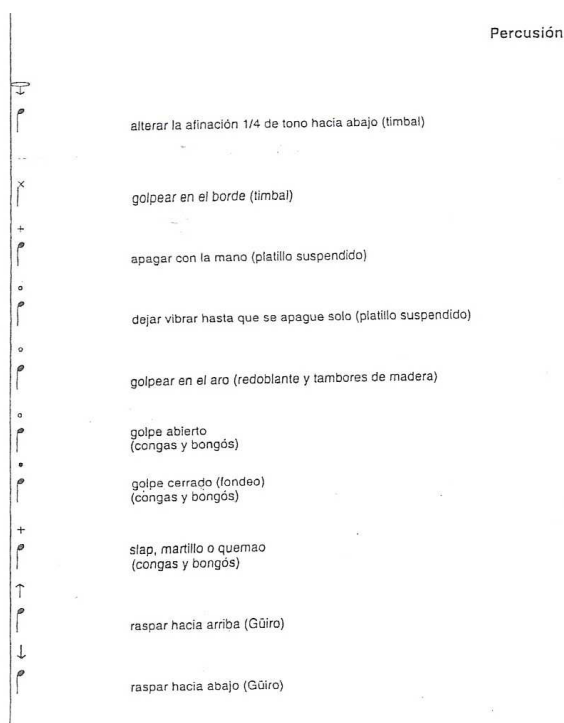 Percusión
alterar la afinación 1/4 de tono hacia abajo (timbal)
golpear en el borde (timbal)
apagar con la mano (platillo suspendido)
dejar vibrar hasta que se apague solo (platillo suspendido)
golpear en el aro (redoblante y tambores de madera)
golpe abierto
(congas y bongós)
golpe cerrado (fondeo)
(congas y bongós)
slap, martillo o quemao
(congas y bongós)
raspar hacia arriba (Güiro)
raspar hacia abajo (Güiro)